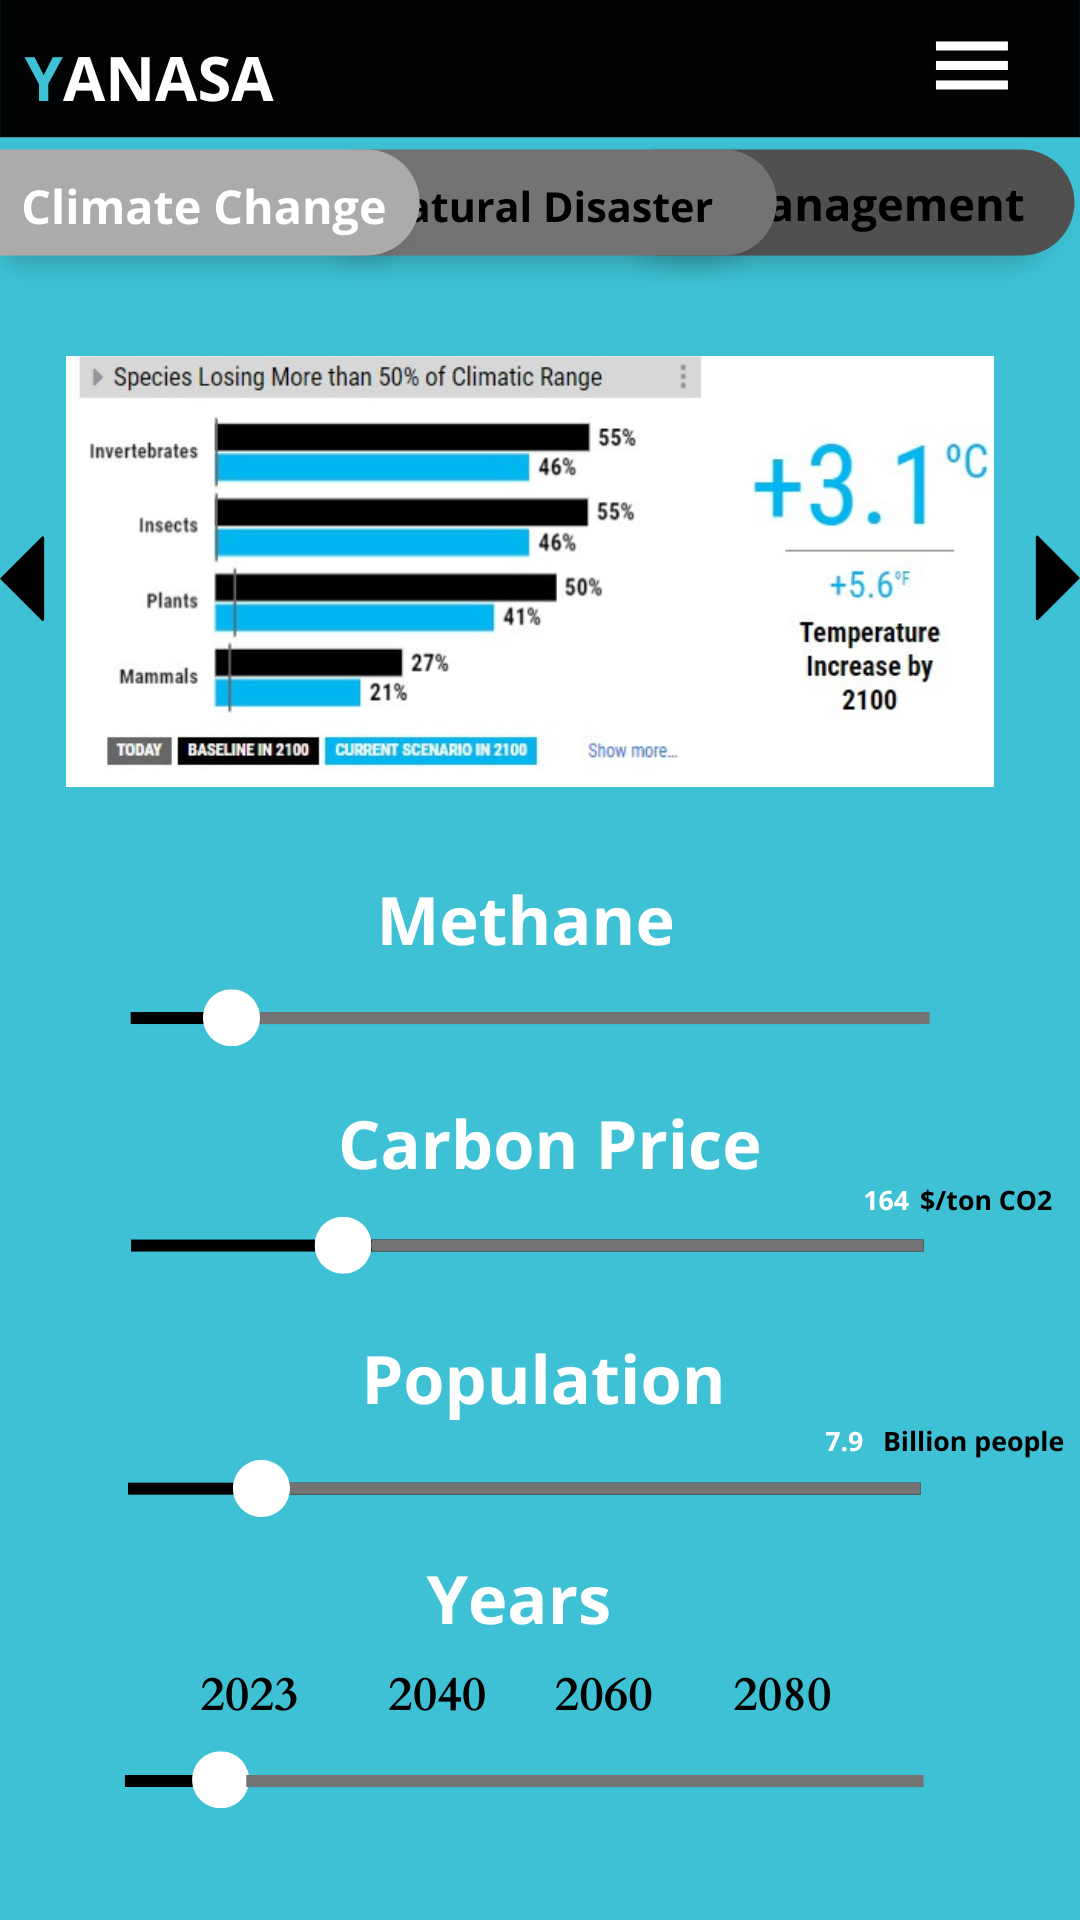 YANASA
Climate Change
atural Disaster
anagement
Species Losing More than 50% of Climatic Range
Invertebrates
55%
46%
Insects
55%
46%
Plants
50%
41%
Mammals
27%
21%
TODAY
BASELINE IN 2100
CURRENT SCENARIO IN 2100
Show more...
+3.1 ºC
+5.6ºF
Temperature
Increase by
2100
Methane
Carbon Price
164 $/ton CO2
Population
7.9 Billion people
Years
2023 2040 2060 2080